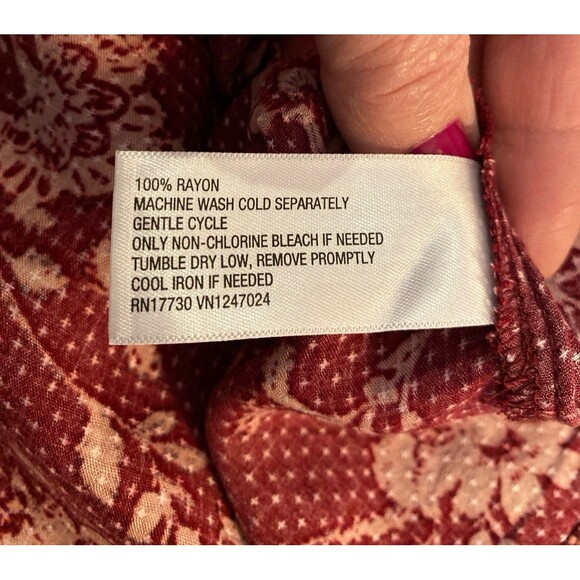 100% RAYON
MACHINE WASH COLD SEPARATELY
GENTLE CYCLE
ONLY NON-CHLORINE BLEACH IF NEEDED
TUMBLE DRY LOW, REMOVE PROMPTLY
COOL IRON IF NEEDED
RN17730 VN1247024